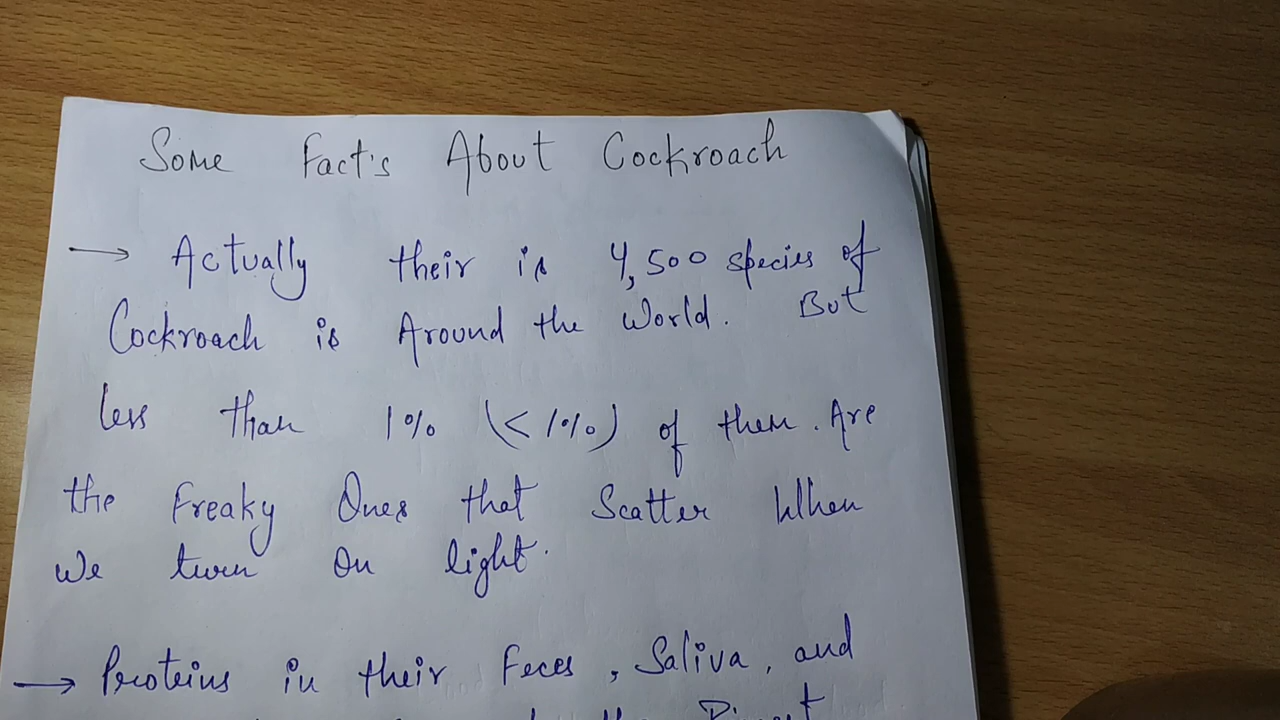 Some Fact's About Cockroach
→ Actually their is 4,500 species of
Cockroach is Around the World. But
less than 1% (<1%) of them. Are
the Freaky Ones that Scatter When
We turn On light.
→ Proteins in their Feces, Saliva, and